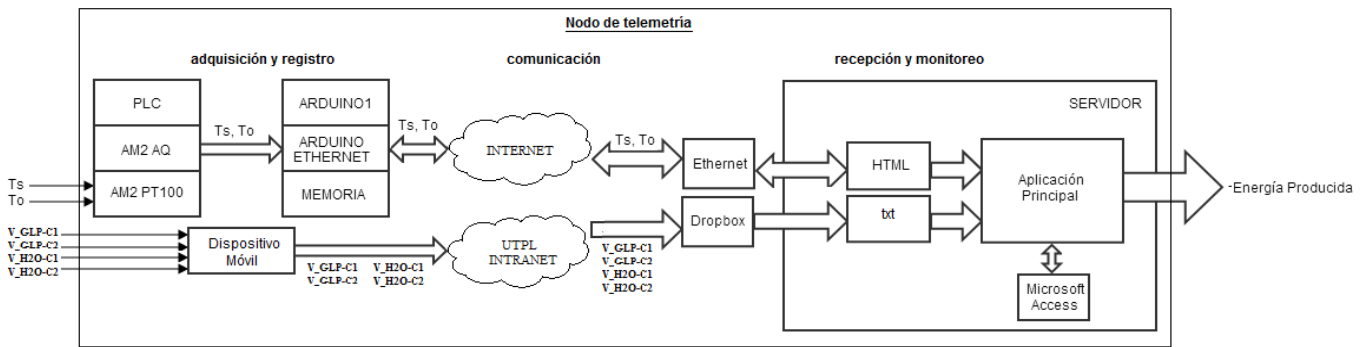 Nodo de telemetría
adquisición y registro
comunicación
recepción y monitoreo
SERVIDOR
PLC
AM2 AQ
AM2 PT100
Ts, To
ARDUINO1
ARDUINO
ETHERNET
MEMORIA
Ts, To
INTERNET
Ts, To
Ethernet
HTML
Aplicación
Principal
-Energía Producida
Ts
To
V_GLP-C1
V_GLP-C2
V_H2O-C1
V_H2O-C2
Dispositivo
Móvil
V_GLP-C1 V_H2O-C1
V_GLP-C2 V_H2O-C2
UTPL
INTRANET
V_GLP-C1
V_GLP-C2
V_H2O-C1
V_H2O-C2
Dropbox
txt
Microsoft
Access